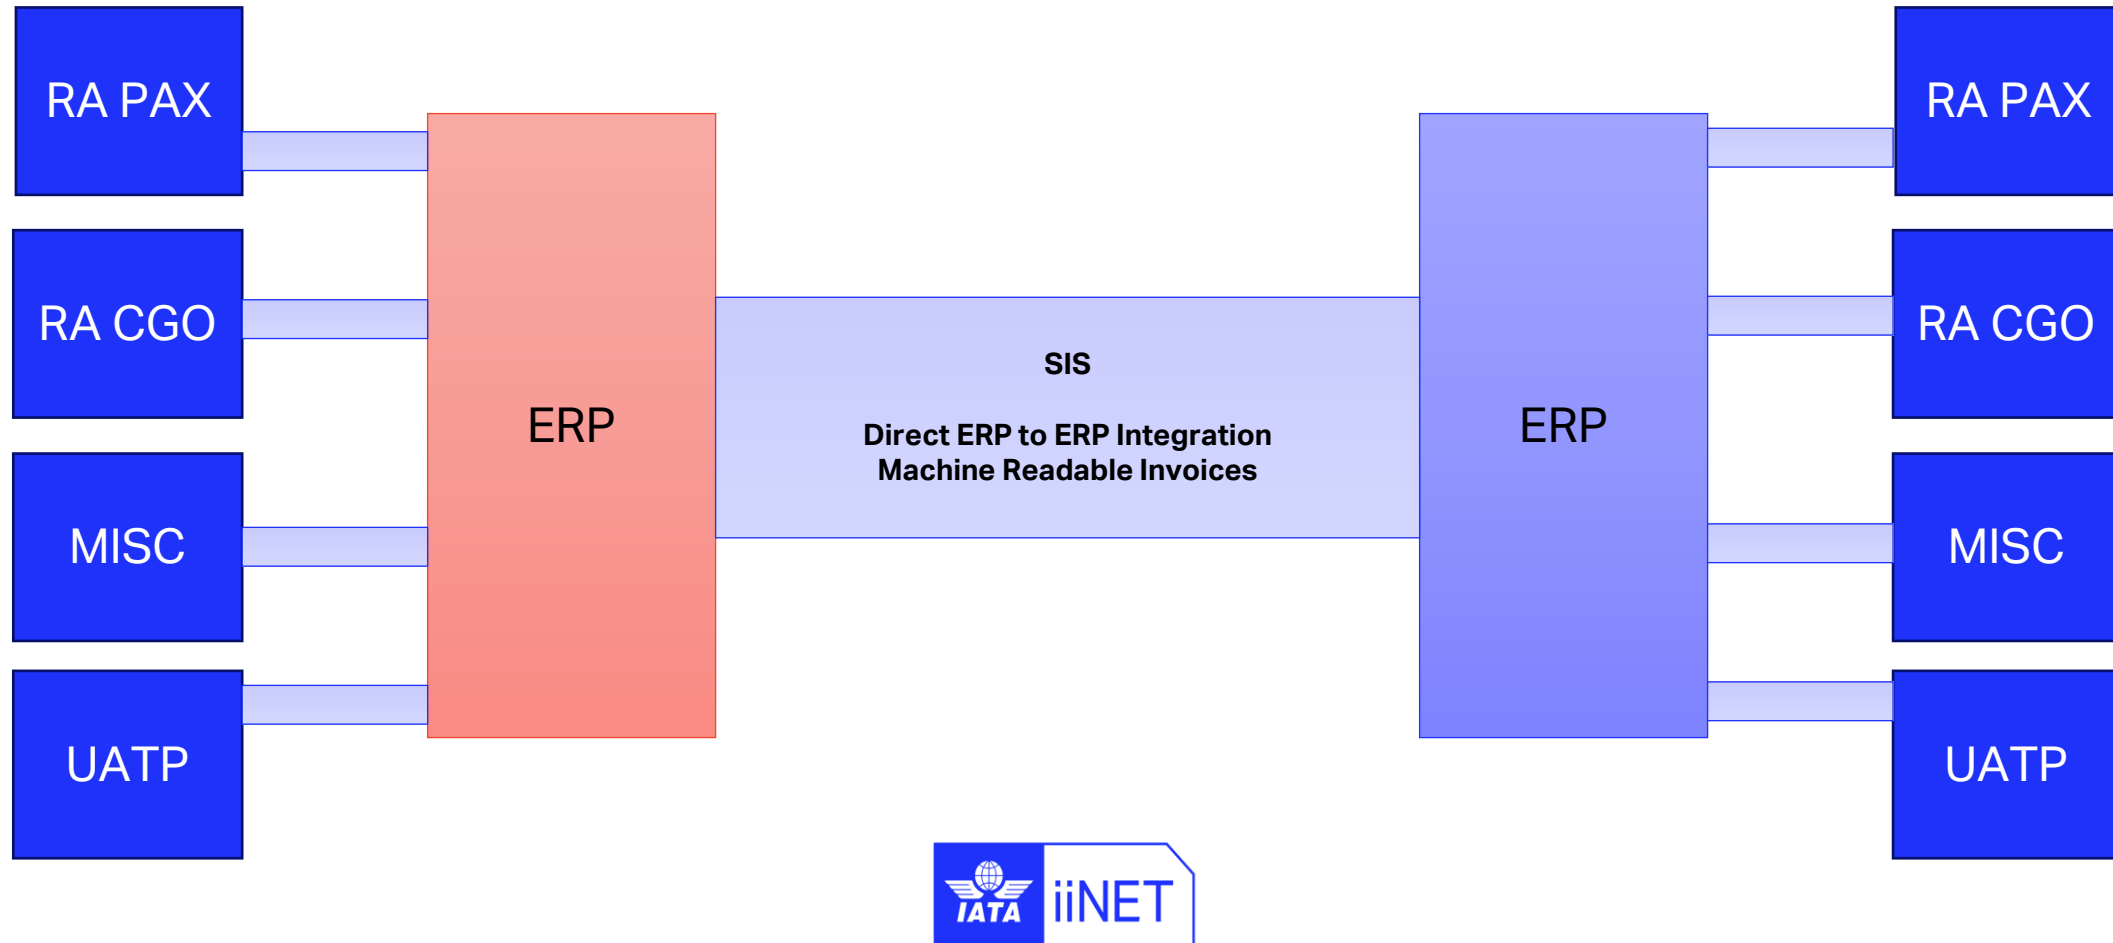 RA PAX
RA CGO
MISC
UATP
ERP
SIS
Direct ERP to ERP Integration
Machine Readable Invoices
ERP
RA PAX
RA CGO
MISC
UATP
IATA
iiNET